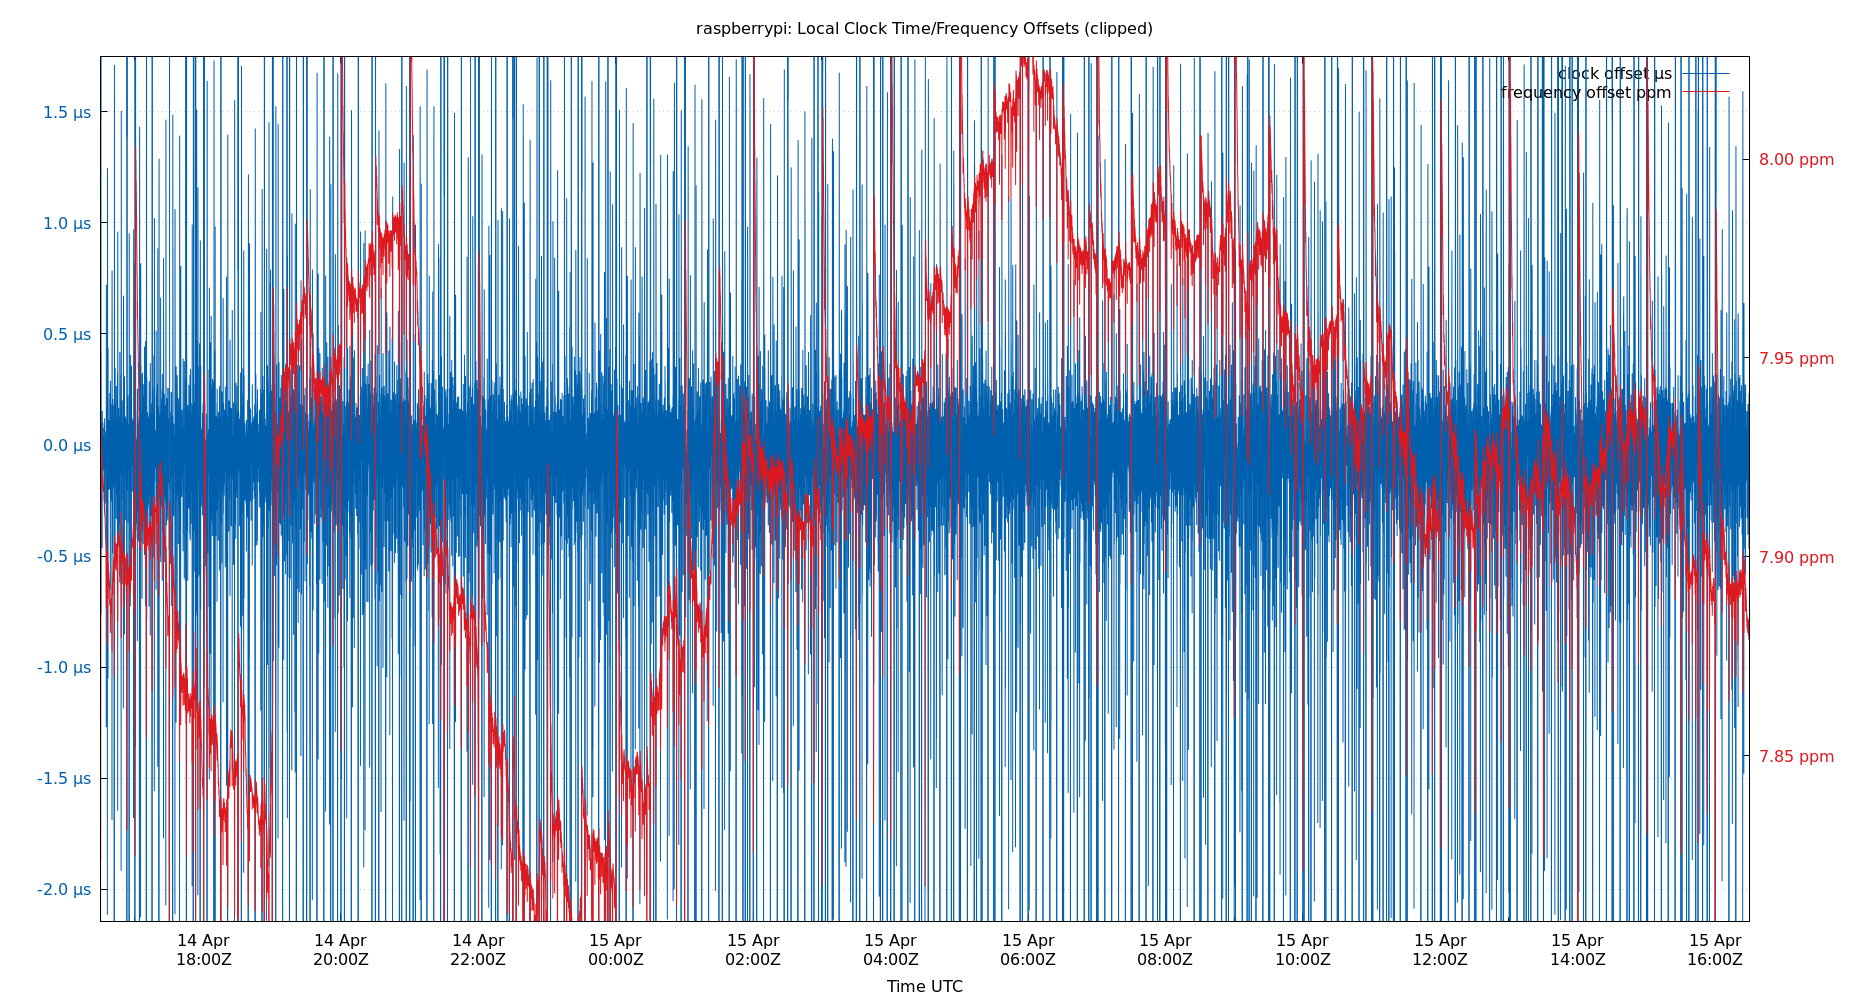 raspberrypi: Local Clock Time/Frequency Offsets (clipped)
clock offset µs
frequency offset ppm
1.5 µs
1.0 µs
0.5 µs
0.0 µs
-0.5 µs
-1.0 µs
-1.5 µs
-2.0 µs
8.00 ppm
7.95 ppm
7.90 ppm
7.85 ppm
14 Apr 14 Apr 14 Apr 15 Apr 15 Apr 15 Apr 15 Apr 15 Apr 15 Apr 15 Apr 15 Apr 15 Apr
18:00Z 20:00Z 22:00Z 00:00Z 02:00Z 04:00Z 06:00Z 08:00Z 10:00Z 12:00Z 14:00Z 16:00Z
Time UTC